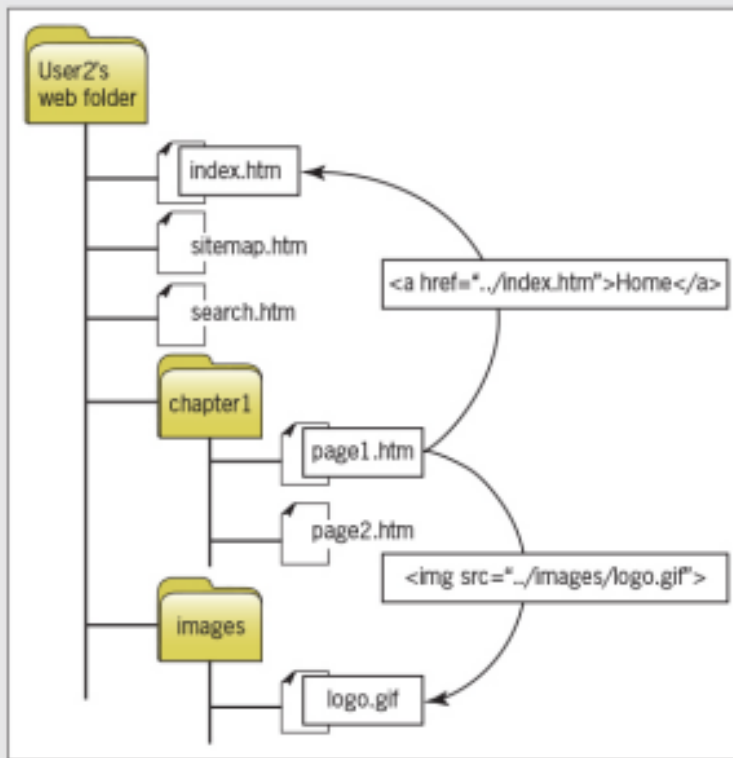 User2's
web folder
index.htm
sitemap.htm
<a href="../index.htm">Home</a>
search.htm
chapter1
page1.htm
page2.htm
<img src="../images/logo.gif">
images
logo.gif